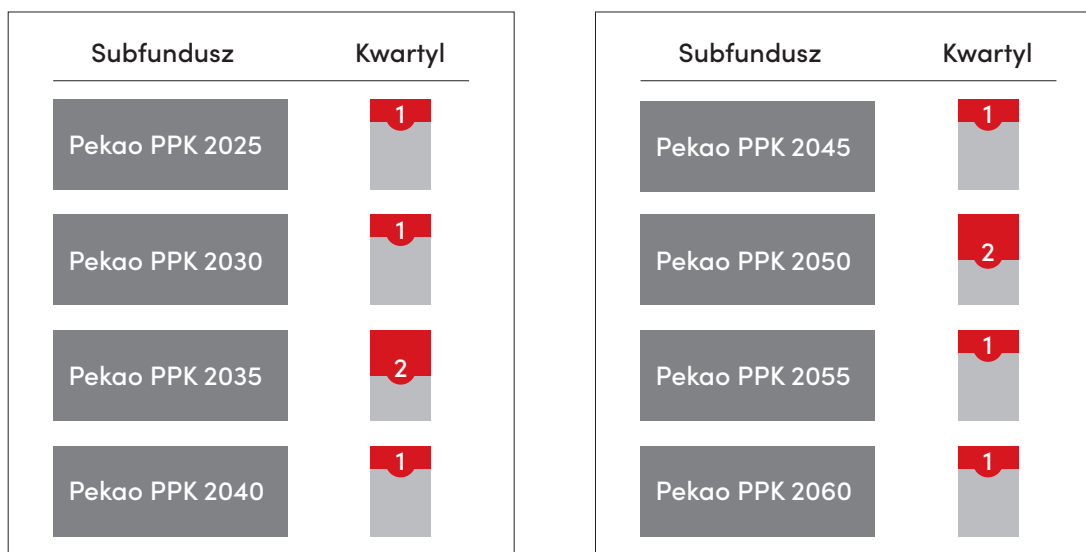 Subfundusz Kwartyl
Pekao PPK 2025 1
Pekao PPK 2030 1
Pekao PPK 2035 2
Pekao PPK 2040 1
Subfundusz Kwartyl
Pekao PPK 2045 1
Pekao PPK 2050 2
Pekao PPK 2055 1
Pekao PPK 2060 1